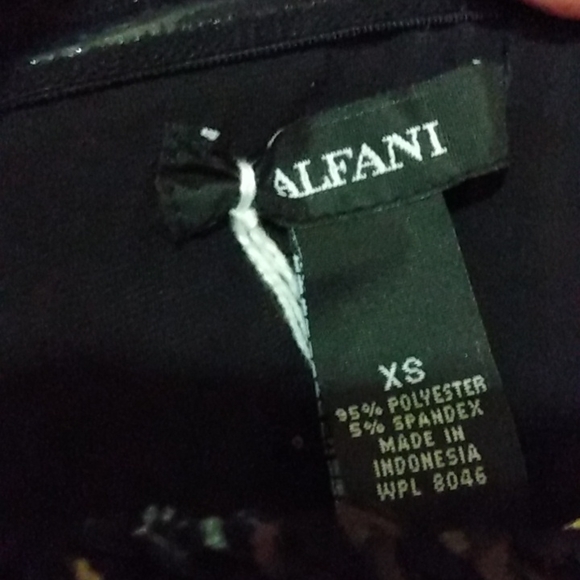 ALFANI
XS
95% POLYESTER
5% SPANDEX
MADE IN
INDONESIA
WPL 8046